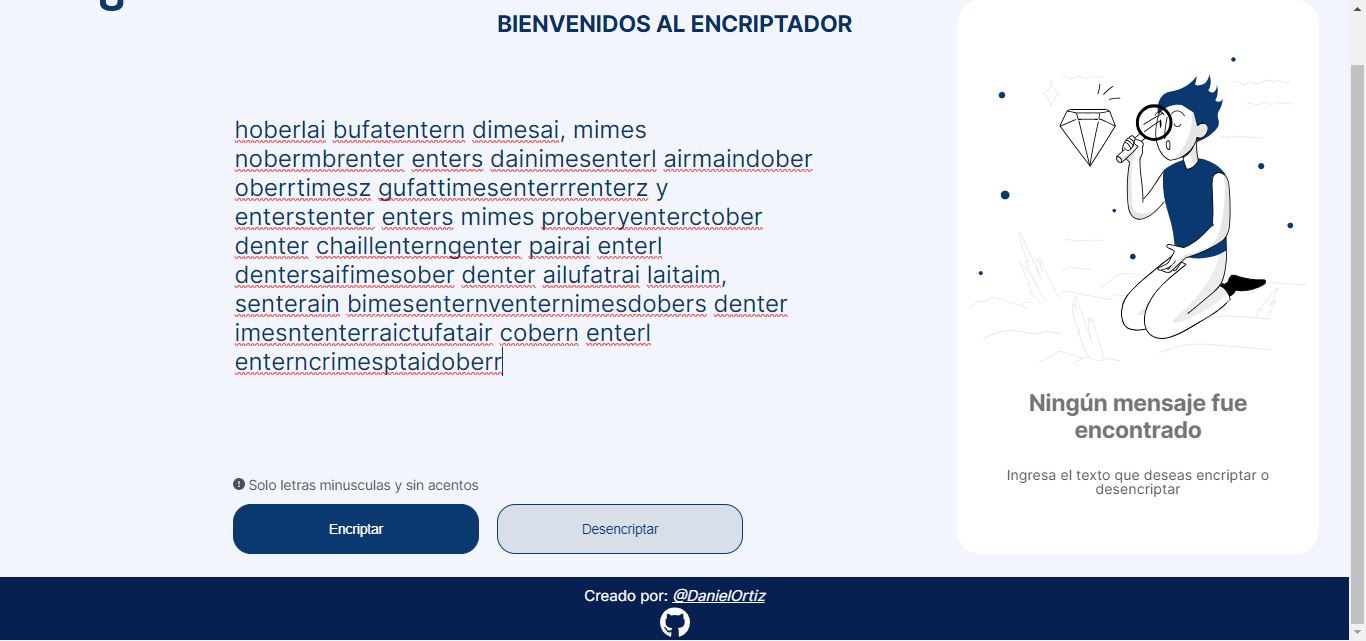 BIENVENIDOS AL ENCRIPTADOR
hoberlai bufatentern dimesai, mimes
nobermbrenter enters dainimesenterl airmaindober
oberrtimesz gufattimesenterrrenterz y
enterstenter enters mimes proberyenterctober
denter chaillenterngenter pairai enterl
dentersaifimesober denter ailufatrai laitaim,
senterain bimesenternventernimesdobers denter
imesntenterraictufatair cobern enterl
enterncrimesptaidoberr
Solo letras minusculas y sin acentos
Encriptar
Desencriptar
Ningún mensaje fue
encontrado
Ingresa el texto que deseas encriptar o
desencriptar
Creado por: @DanielOrtiz